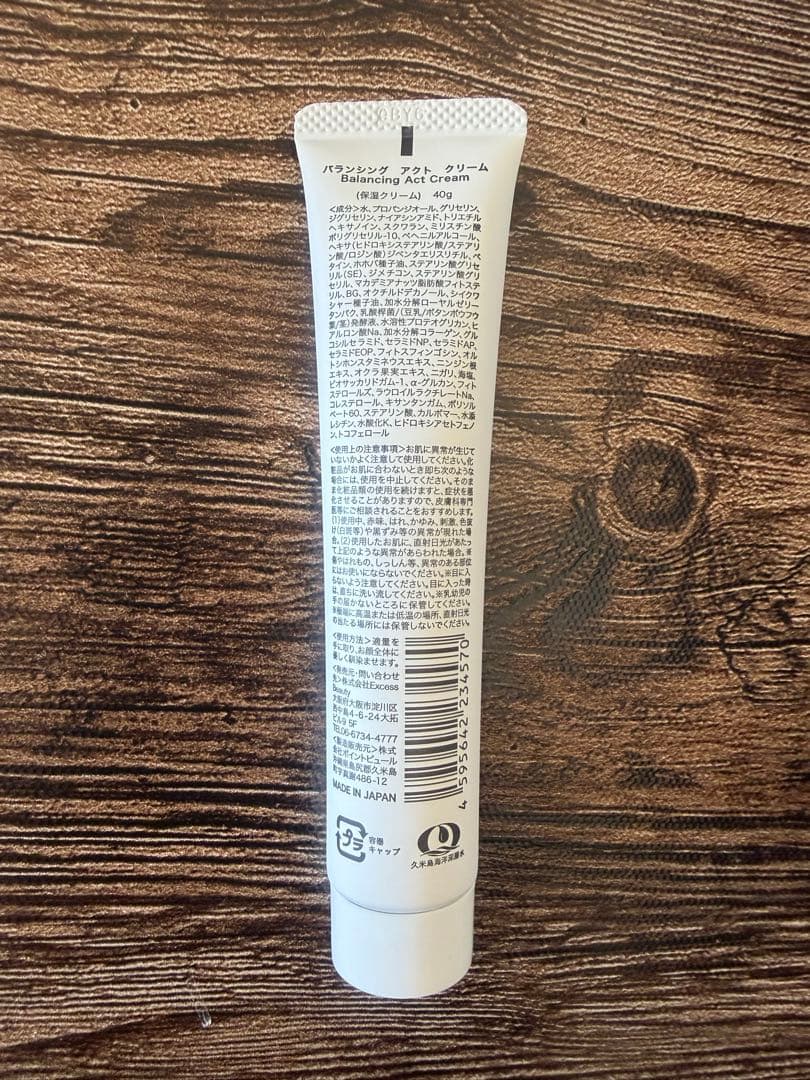 CBY6
バランシング アクト クリーム
Balancing Act Cream
(保湿クリーム) 40g
<成分>水、プロパンジオール、グリセリン、
ジグリセリン、ナイアシンアミド、トリエチル
ヘキサノイン、スクワラン、ミリスチン酸
ポリグリセリル-10、ベヘニルアルコール、
ヘキサ(ヒドロキシステアリン酸/ステアリ
ン酸/ロジン酸)ジペンタエリスリチル、ベ
タイン、ホホバ種子油、ステアリン酸グリセ
リル(SE)、ジメチコン、ステアリン酸グリ
セリル、マカデミアナッツ脂肪酸フィトステ
リル、BG、オクチルドデカノール、シイクワ
シャー種子油、加水分解ローヤルゼリー
タンパク、乳酸桿菌/(豆乳/ボタンボウフウ
葉/茎)発酵液、水溶性プロテオグリカン、ヒ
アルロン酸Na、加水分解コラーゲン、グル
コシルセラミド、セラミドNP、セラミドAP、
セラミドEOP、フィトスフィンゴシン、オル
トシホンスタミネウスエキス、ニンジン根
エキス、オクラ果実エキス、ニガリ、海塩、
ビオサッカリドガム-1、α-グルカン、フィト
ステロールズ、ラウロイルラクチレートNa、
コレステロール、キサンタンガム、ポリソル
ベート60、ステアリン酸、カルボマー、水添
レシチン、水酸化K、ヒドロキシアセトフェノ
ン、トコフェロール
<使用上の注意事項>お肌に異常が生じて
いないかよく注意して使用してください。化
粧品がお肌に合わないとき即ち次のような
場合には、使用を中止してください。そのま
ま化粧品類の使用を続けますと、症状を悪
化させることがありますので、皮膚科専門
医等にご相談されることをおすすめします。
(1)使用中、赤味、はれ、かゆみ、刺激、色抜
け(白斑等)や黒ずみ等の異常が現れた場
合。(2)使用したお肌に、直射日光があたっ
て上記のような異常があらわれた場合。※
傷やはれもの、しっしん等、異常のある部位
にはお使いにならないでください。※目に入
らないよう注意してください。目に入った時
は、直ちに洗い流してください。※乳幼児の
手の届かないところに保管してください。
※極端に高温または低温の場所、直射日光
の当たる場所には保管しないでください。
<使用方法>適量を
手に取り、お顔全体に
優しく馴染ませます。
<発売元・問い合わせ
先>株式会社Excess
Beauty
大阪府大阪市淀川区
西中島4-6-24大拓
ビル9 5F
TEL06-6734-4777
<製造販売元>株式
会社ポイントピュール
沖縄県島尻郡久米島
町字真謝486-12
MADE IN JAPAN
4 595642 234570
プラ
容器
キャップ
久米島海洋深層水